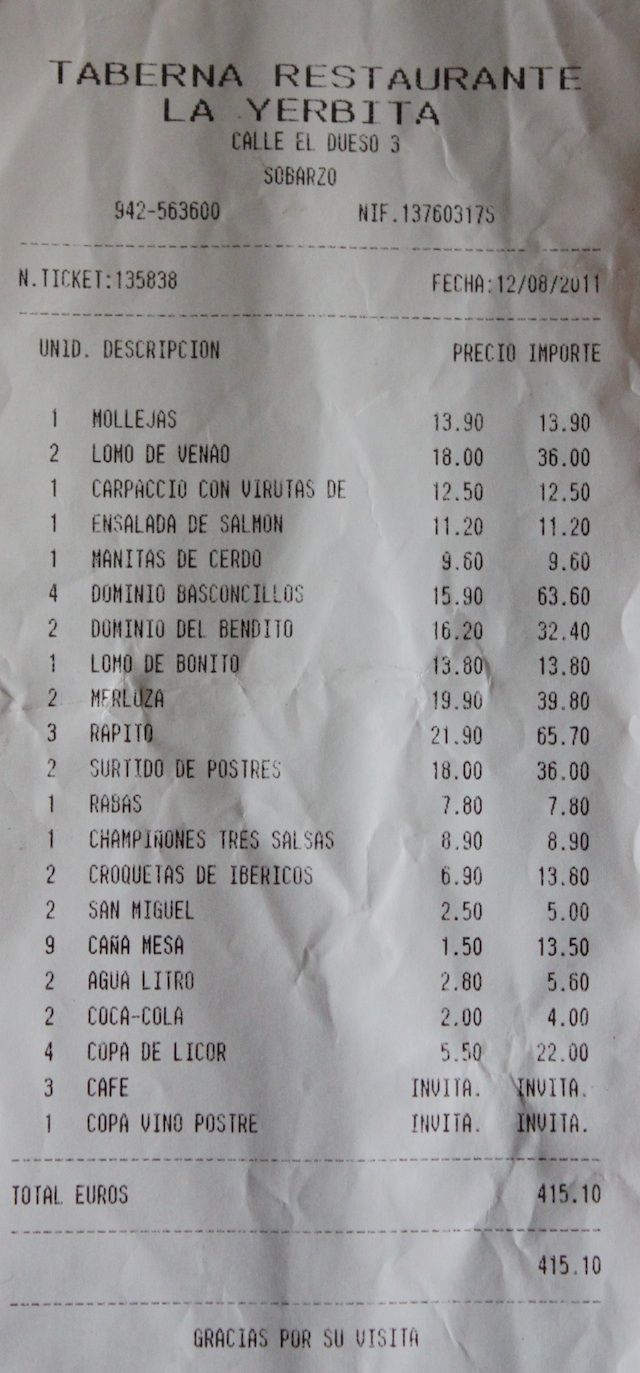 TABERNA RESTAURANTE
LA YERBITA
CALLE EL DUESO 3
SOBARZO
942-563600 NIF.13760317S
N.TICKET:135838 FECHA:12/08/2011
UNID. DESCRIPCION PRECIO IMPORTE
1 MOLLEJAS 13.90 13.90
2 LOMO DE VENAO 18.00 36.00
1 CARPACCIO CON VIRUTAS DE 12.50 12.50
1 ENSALADA DE SALMON 11.20 11.20
1 MANITAS DE CERDO 9.60 9.60
4 DOMINIO BASCONCILLOS 15.90 63.60
2 DOMINIO DEL BENDITO 16.20 32.40
1 LOMO DE BONITO 13.80 13.80
2 MERLUZA 19.90 39.80
3 RAPITO 21.90 65.70
2 SURTIDO DE POSTRES 18.00 36.00
1 RABAS 7.80 7.80
1 CHAMPIÑONES TRES SALSAS 8.90 8.90
2 CROQUETAS DE IBERICOS 6.90 13.80
2 SAN MIGUEL 2.50 5.00
9 CAÑA MESA 1.50 13.50
2 AGUA LITRO 2.80 5.60
2 COCA-COLA 2.00 4.00
4 COPA DE LICOR 5.50 22.00
3 CAFE INVITA. INVITA.
1 COPA VINO POSTRE INVITA. INVITA.
TOTAL EUROS 415.10
415.10
GRACIAS POR SU VISITA